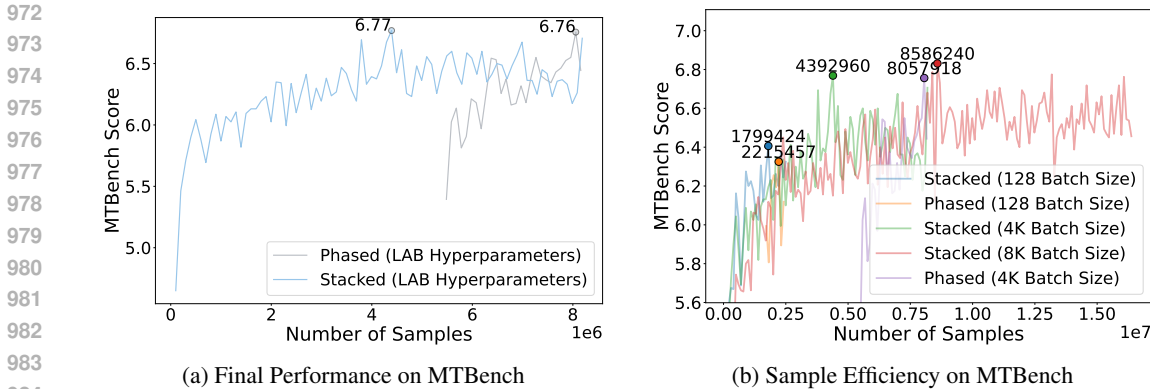 972
973
974
975
976
977
978
979
980
981
982
983
6.77
6.76
6.5
6.0
5.5
5.0
MTBench Score
Phased (LAB Hyperparameters)
Stacked (LAB Hyperparameters)
0 2 4 6 8
1e6
Number of Samples
(a) Final Performance on MTBench
7.0
6.8
6.6
6.4
6.2
6.0
5.8
5.6
MTBench Score
8586240
4392960
8057918
1799424
2215457
Stacked (128 Batch Size)
Phased (128 Batch Size)
Stacked (4K Batch Size)
Stacked (8K Batch Size)
Phased (4K Batch Size)
0.0 0.25 0.5 0.75 1.0 1.25 1.5
1e7
Number of Samples
(b) Sample Efficiency on MTBench